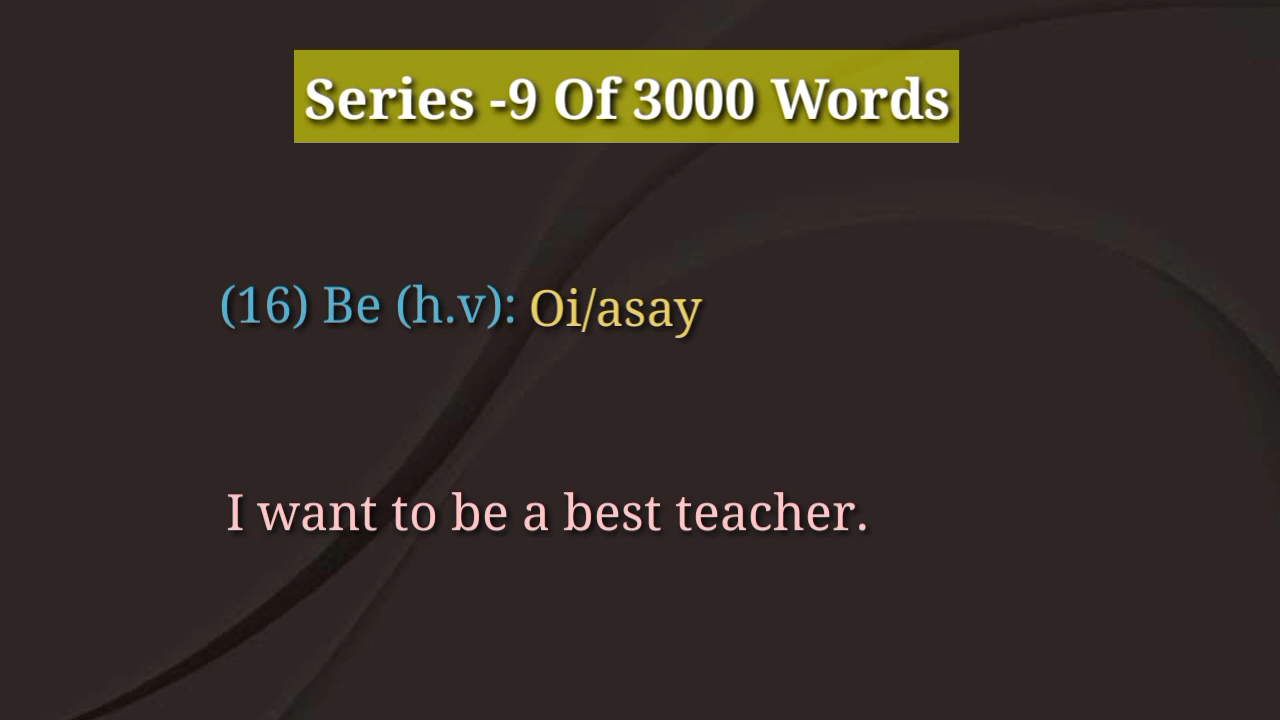 Series -9 Of 3000 Words
(16) Be (h.v): Oi/asay
I want to be a best teacher.